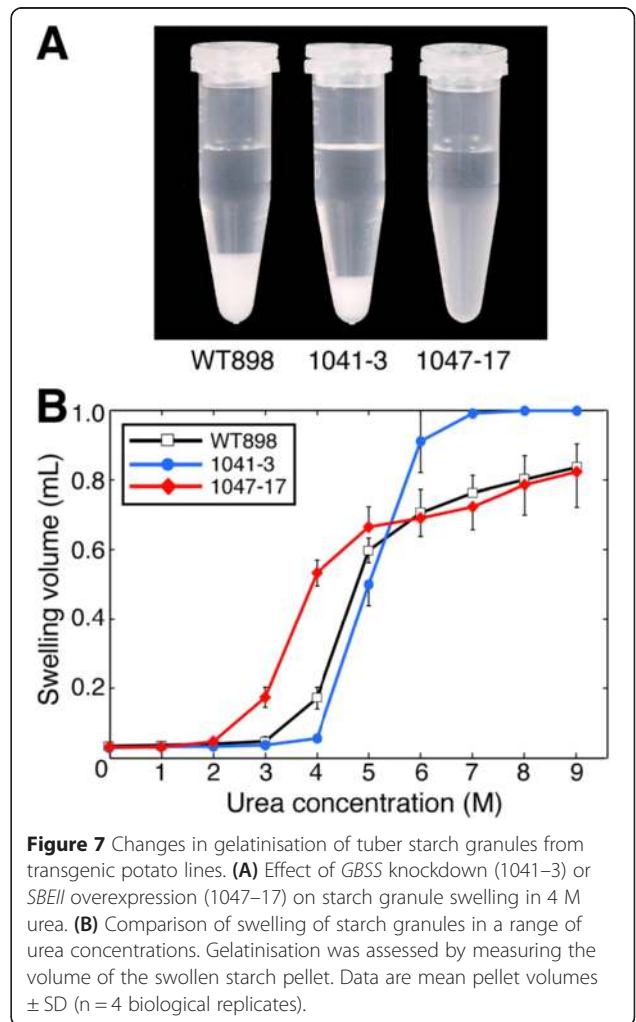 A
WT898 1041-3 1047-17
B
1.0
0.8
0.6
0.4
0.2
Swelling volume (mL)
WT898
1041-3
1047-17
0 1 2 3 4 5 6 7 8 9
Urea concentration (M)
Figure 7 Changes in gelatinisation of tuber starch granules from
transgenic potato lines. (A) Effect of GBSS knockdown (1041–3) or
SBEII overexpression (1047–17) on starch granule swelling in 4 M
urea. (B) Comparison of swelling of starch granules in a range of
urea concentrations. Gelatinisation was assessed by measuring the
volume of the swollen starch pellet. Data are mean pellet volumes
± SD (n = 4 biological replicates).